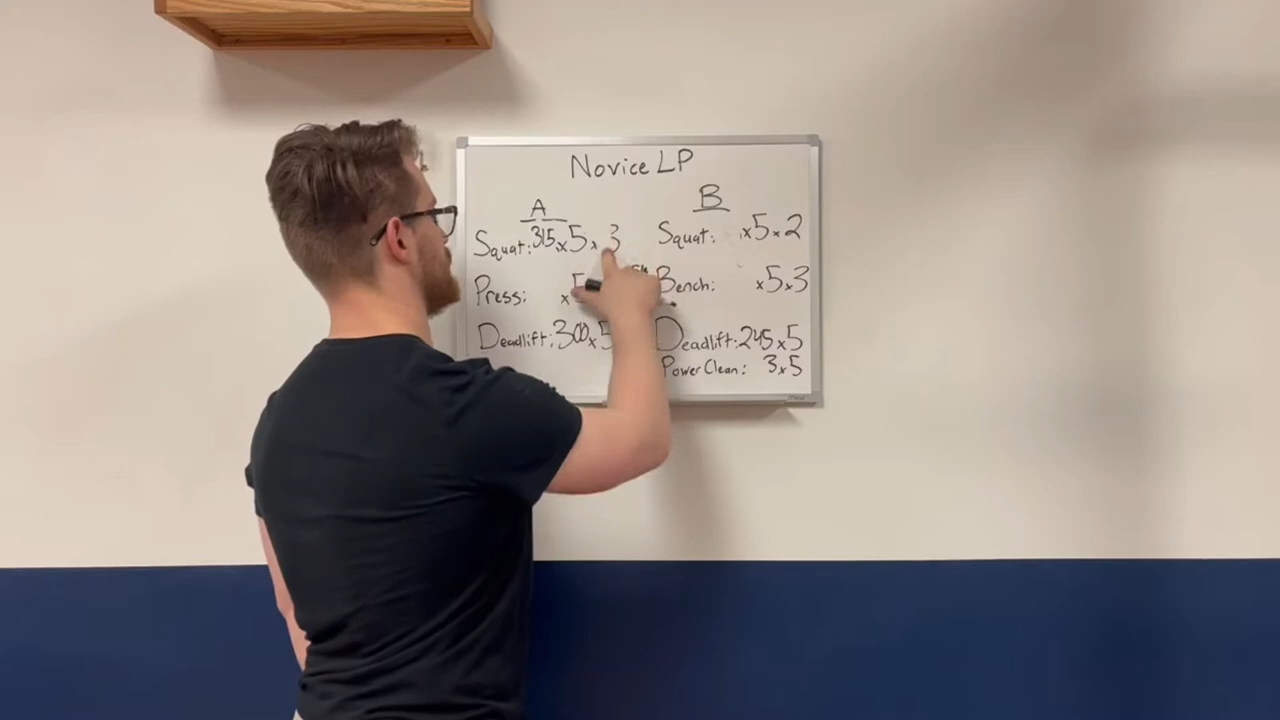 Novice LP
A
Squat: 315x5x3
Press: x
Deadlift: 300x5
B
Squat: x5x2
Bench: x5x3
Deadlift: 245x5
Power Clean: 3x5